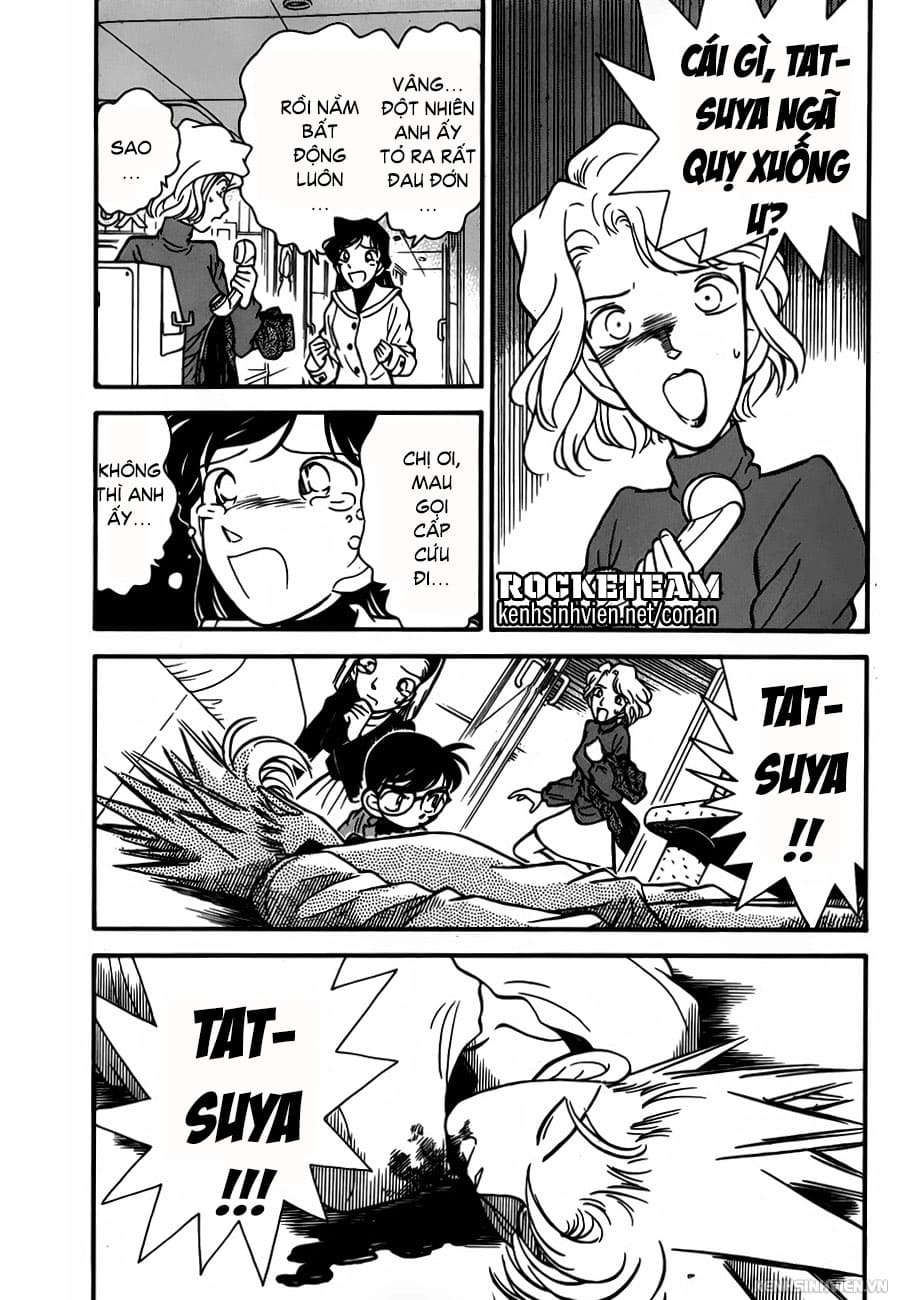 CÁI GÌ, TAT-
SUYA NGÃ
QUỴ XUỐNG
Ư?
VÂNG...
ĐỘT NHIÊN
ANH ẤY
TỎ RA RẤT
ĐAU ĐỚN
...
RỒI NẰM
BẤT
ĐỘNG
LUÔN
...
SAO
...
CHỊ ƠI,
MAU
GỌI
CẤP
CỨU
ĐI...
KHÔNG
THÌ ANH
ẤY...
ROCKETEAM
kenhsinhvien.net/conan
TAT-
SUYA
!!
TAT-
SUYA
!!!
KENHSINHVIEN.VN